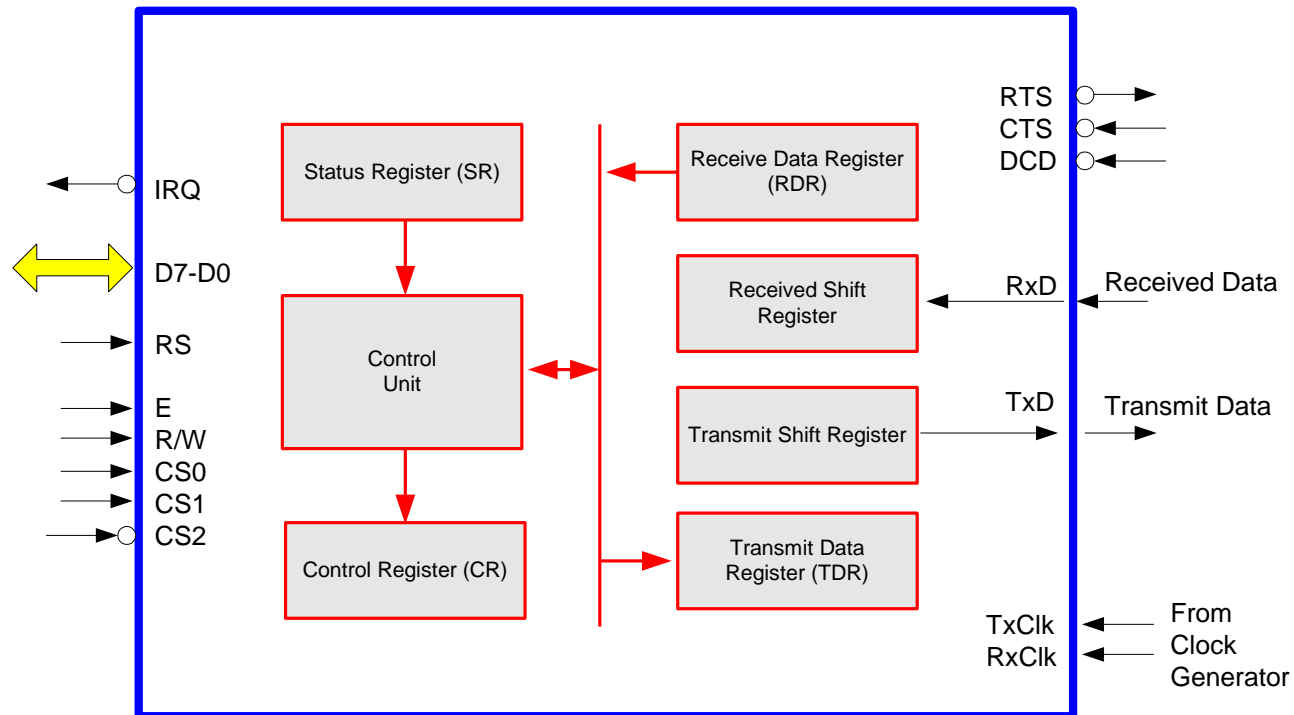 IRQ
D7-D0
RS
E
R/W
CS0
CS1
CS2
Status Register (SR)
Control
Unit
Control Register (CR)
Receive Data Register
(RDR)
Received Shift
Register
Transmit Shift Register
Transmit Data
Register (TDR)
RTS
CTS
DCD
RxD
Received Data
TxD
Transmit Data
TxClk
RxClk
From
Clock
Generator